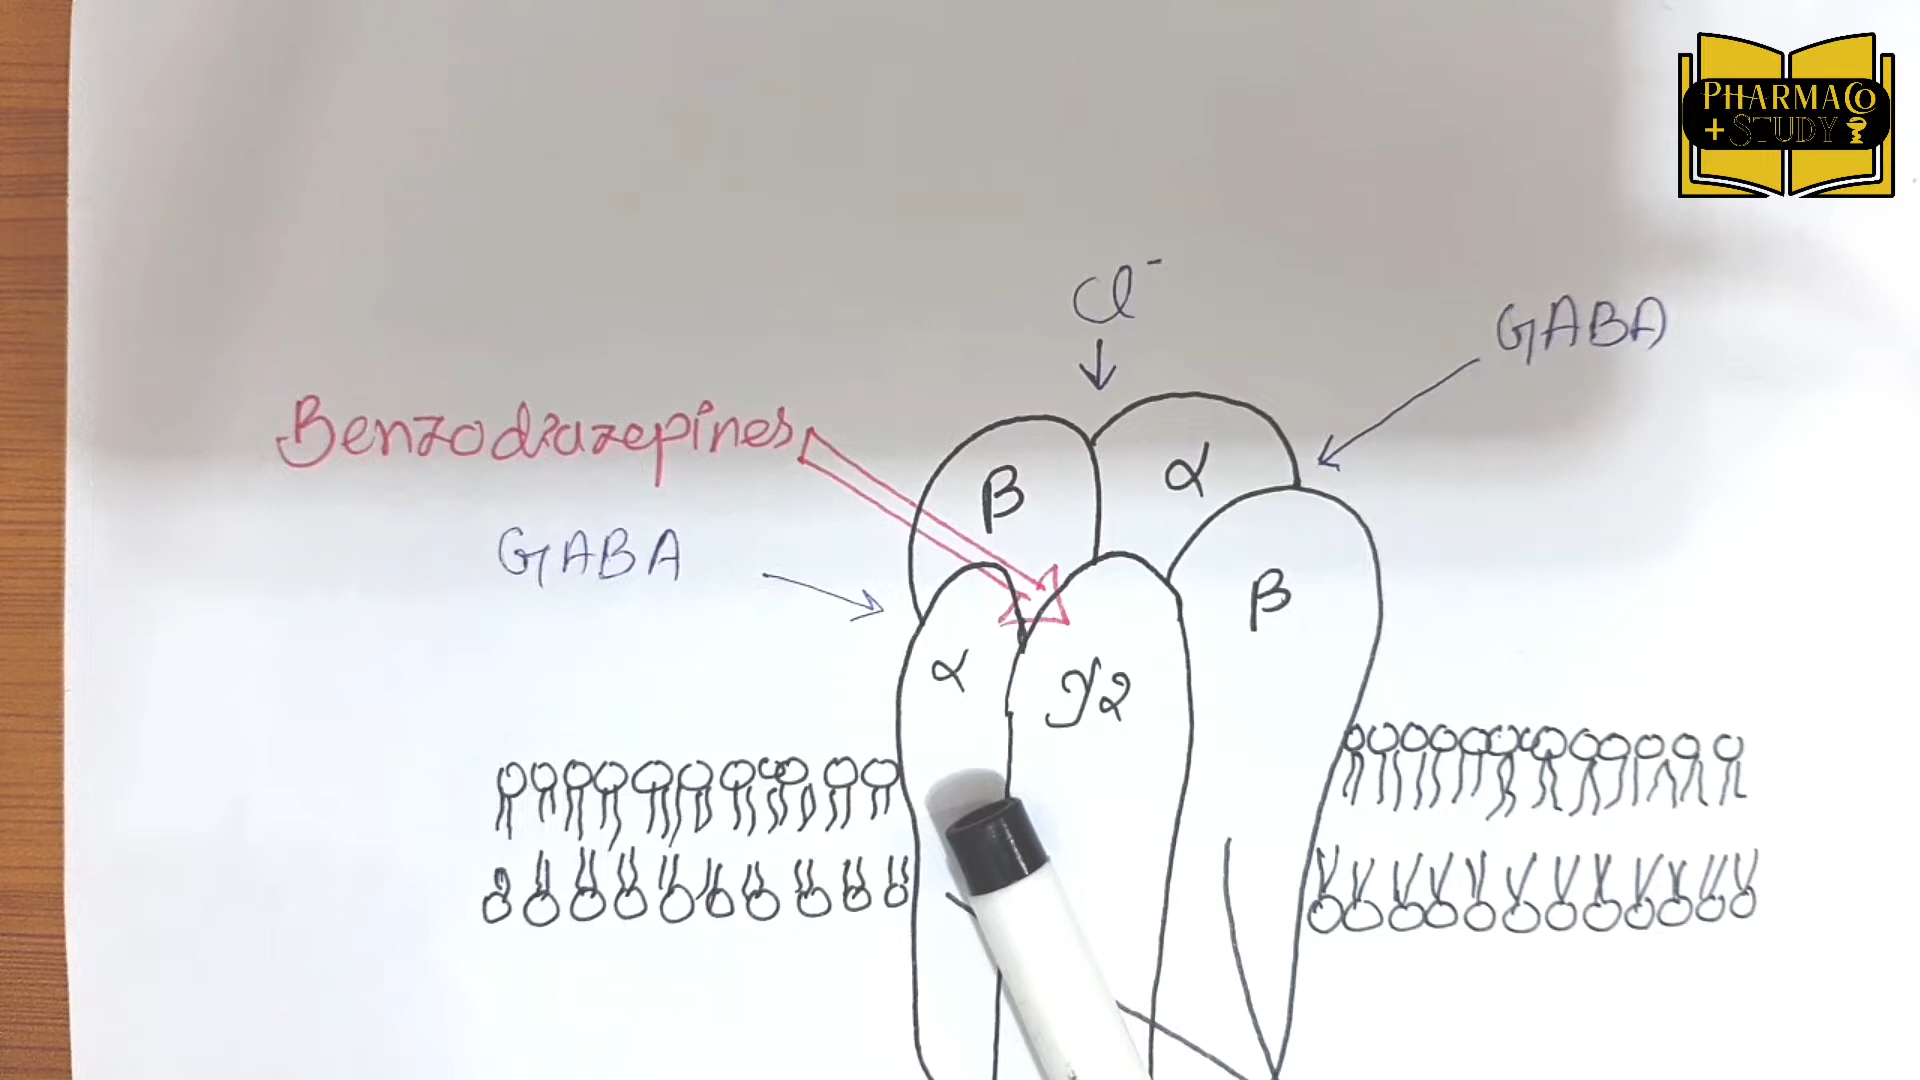 PHARMACO
+ STUDY
Cl⁻
GABA
Benzodiazepines
β
α
GABA
β
α
γ2